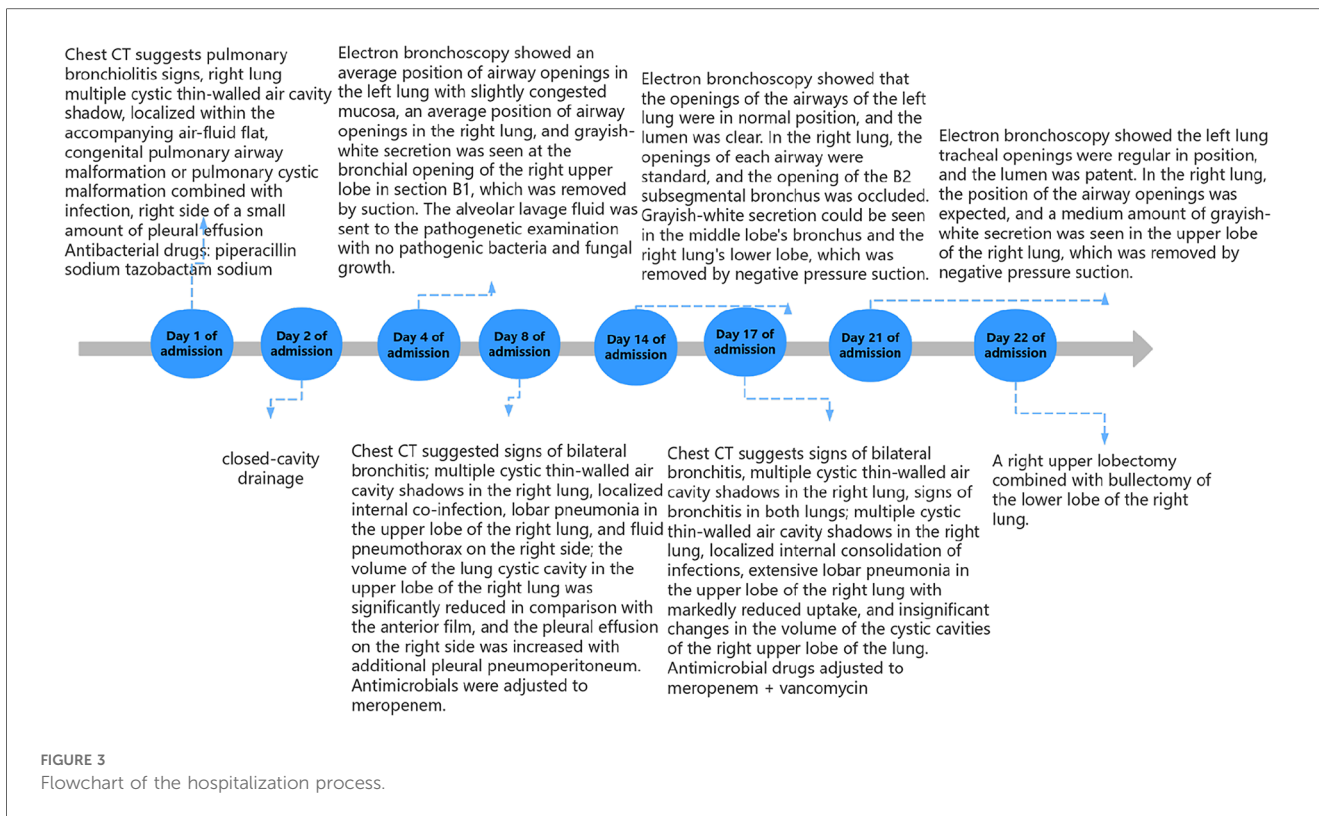 Chest CT suggests pulmonary
bronchiolitis signs, right lung
multiple cystic thin-walled air cavity
shadow, localized within the
accompanying air-fluid flat,
congenital pulmonary airway
malformation or pulmonary cystic
malformation combined with
infection, right side of a small
amount of pleural effusion
Antibacterial drugs: piperacillin
sodium tazobactam sodium
Electron bronchoscopy showed an
average position of airway openings in
the left lung with slightly congested
mucosa, an average position of airway
openings in the right lung, and grayish-
white secretion was seen at the
bronchial opening of the right upper
lobe in section B1, which was removed
by suction. The alveolar lavage fluid was
sent to the pathogenetic examination
with no pathogenic bacteria and fungal
growth.
Electron bronchoscopy showed that
the openings of the airways of the left
lung were in normal position, and the
lumen was clear. In the right lung, the
openings of each airway were
standard, and the opening of the B2
subsegmental bronchus was occluded.
Grayish-white secretion could be seen
in the middle lobe's bronchus and the
right lung's lower lobe, which was
removed by negative pressure suction.
Electron bronchoscopy showed the left lung
tracheal openings were regular in position,
and the lumen was patent. In the right lung,
the position of the airway openings was
expected, and a medium amount of grayish-
white secretion was seen in the upper lobe
of the right lung, which was removed by
negative pressure suction.
Day 1 of
admission
Day 2 of
admission
Day 4 of
admission
Day 8 of
admission
Day 14 of
admission
Day 17 of
admission
Day 21 of
admission
Day 22 of
admission
closed-cavity
drainage
Chest CT suggested signs of bilateral
bronchitis; multiple cystic thin-walled air
cavity shadows in the right lung, localized
internal co-infection, lobar pneumonia in
the upper lobe of the right lung, and fluid
pneumothorax on the right side; the
volume of the lung cystic cavity in the
upper lobe of the right lung was
significantly reduced in comparison with
the anterior film, and the pleural effusion
on the right side was increased with
additional pleural pneumoperitoneum.
Antimicrobials were adjusted to
meropenem.
Chest CT suggests signs of bilateral
bronchitis, multiple cystic thin-walled air
cavity shadows in the right lung, signs of
bronchitis in both lungs; multiple cystic
thin-walled air cavity shadows in the right
lung, localized internal consolidation of
infections, extensive lobar pneumonia in
the upper lobe of the right lung with
markedly reduced uptake, and insignificant
changes in the volume of the cystic cavities
of the right upper lobe of the lung.
Antimicrobial drugs adjusted to
meropenem + vancomycin
A right upper lobectomy
combined with bullectomy of
the lower lobe of the right
lung.
FIGURE 3
Flowchart of the hospitalization process.